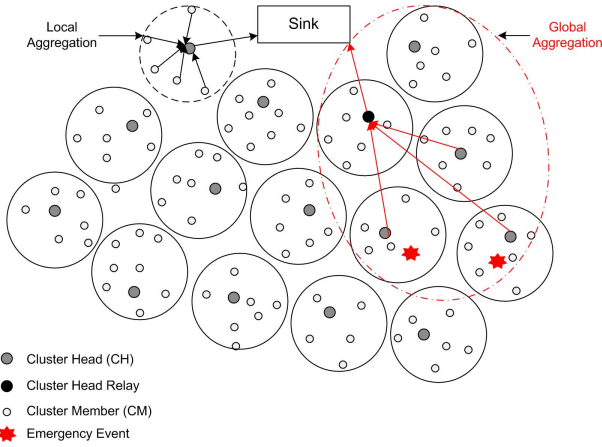 Local
Aggregation
Sink
Global
Aggregation
Cluster Head (CH)
Cluster Head Relay
Cluster Member (CM)
Emergency Event